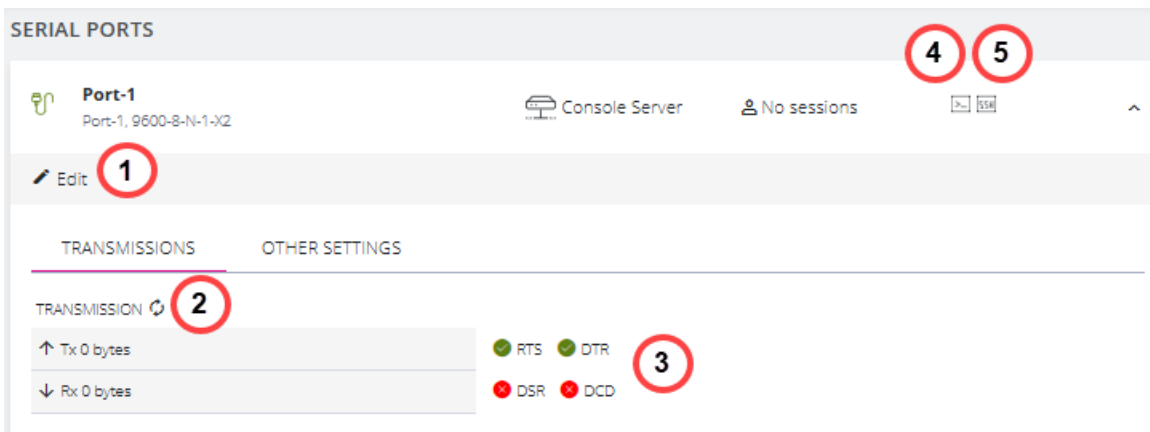 SERIAL PORTS
4 5
Port-1 Console Server No sessions >_ SSH
Port-1, 9600-8-N-1-X2
Edit 1
TRANSMISSIONS OTHER SETTINGS
TRANSMISSION 2
↑ Tx 0 bytes RTS DTR
3
↓ Rx 0 bytes DSR DCD